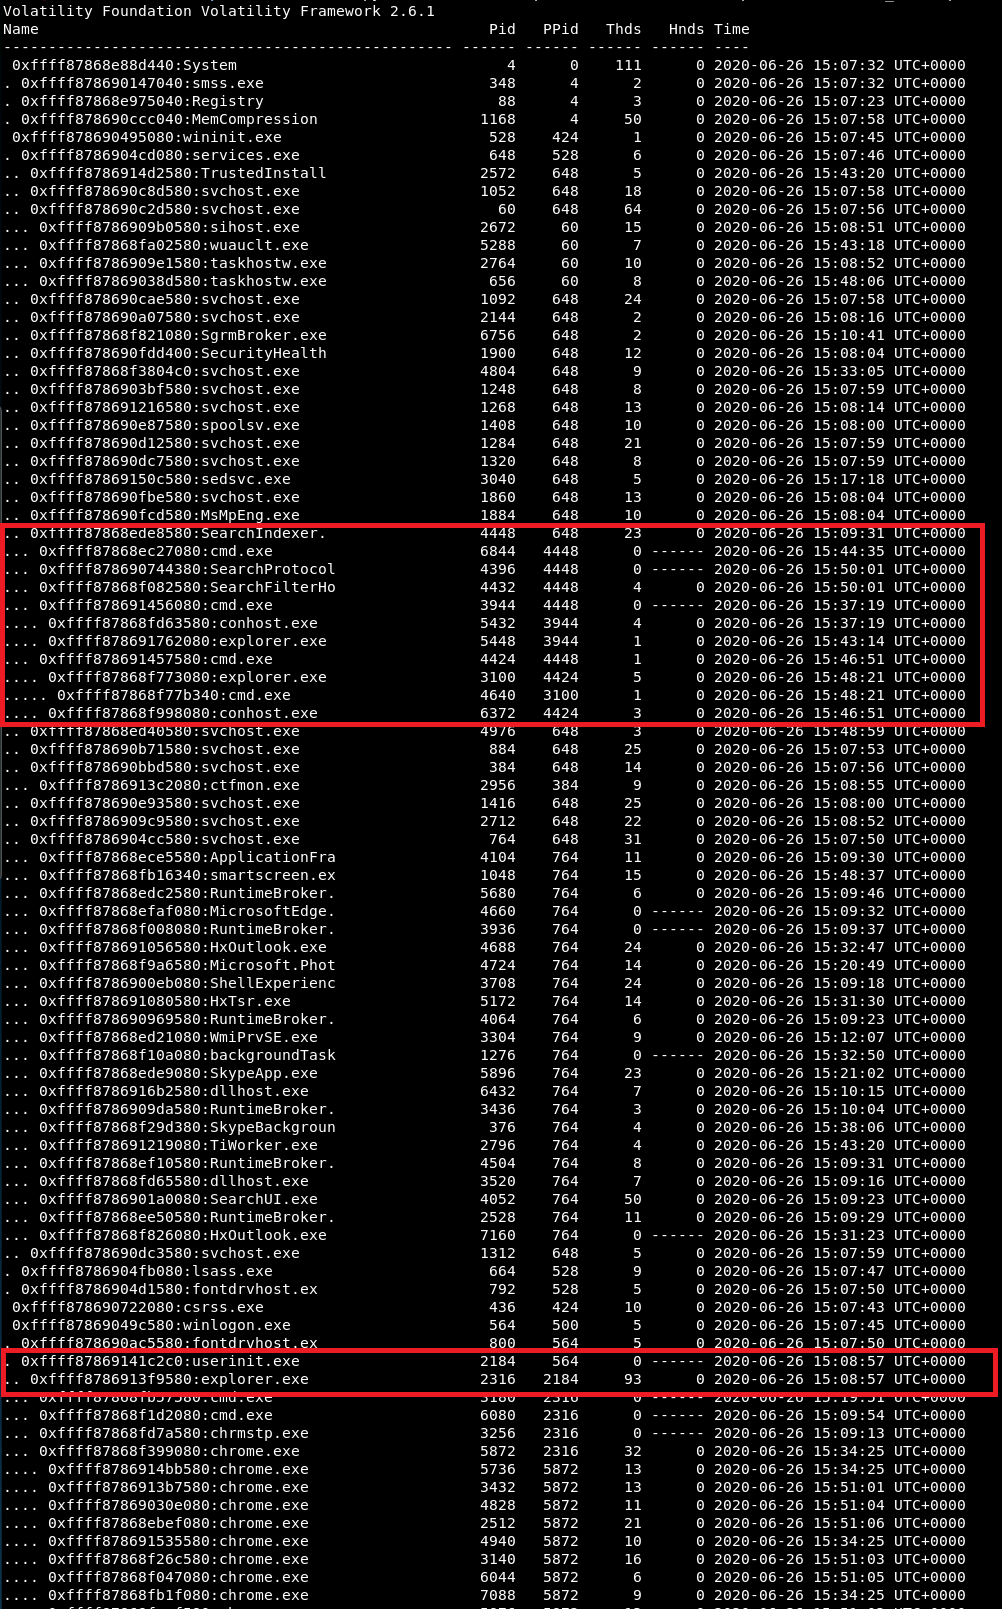 Volatility Foundation Volatility Framework 2.6.1
Name                                                  Pid   PPid   Thds   Hnds Time
-------------------------------------------------- ------ ------ ------ ------ ----
 0xffff87868e88d440:System                              4      0    111      0 2020-06-26 15:07:32 UTC+0000
. 0xffff878690147040:smss.exe                         348      4      2      0 2020-06-26 15:07:32 UTC+0000
. 0xffff87868e975040:Registry                          88      4      3      0 2020-06-26 15:07:23 UTC+0000
. 0xffff878690ccc040:MemCompression                  1168      4     50      0 2020-06-26 15:07:58 UTC+0000
 0xffff878690495080:wininit.exe                       528    424      1      0 2020-06-26 15:07:45 UTC+0000
. 0xffff8786904cd080:services.exe                     648    528      6      0 2020-06-26 15:07:46 UTC+0000
.. 0xffff8786914d2580:TrustedInstall                 2572    648      5      0 2020-06-26 15:43:20 UTC+0000
.. 0xffff878690c8d580:svchost.exe                    1052    648     18      0 2020-06-26 15:07:58 UTC+0000
.. 0xffff878690c2d580:svchost.exe                      60    648     64      0 2020-06-26 15:07:56 UTC+0000
... 0xffff8786909b0580:sihost.exe                    2672     60     15      0 2020-06-26 15:08:51 UTC+0000
... 0xffff87868fa02580:wuauclt.exe                   5288     60      7      0 2020-06-26 15:43:18 UTC+0000
... 0xffff8786909e1580:taskhostw.exe                 2764     60     10      0 2020-06-26 15:08:52 UTC+0000
... 0xffff87869038d580:taskhostw.exe                  656     60      8      0 2020-06-26 15:48:06 UTC+0000
.. 0xffff878690cae580:svchost.exe                    1092    648     24      0 2020-06-26 15:07:58 UTC+0000
.. 0xffff878690a07580:svchost.exe                    2144    648      2      0 2020-06-26 15:08:16 UTC+0000
.. 0xffff87868f821080:SgrmBroker.exe                 6756    648      2      0 2020-06-26 15:10:41 UTC+0000
.. 0xffff878690fdd400:SecurityHealth                 1900    648     12      0 2020-06-26 15:08:04 UTC+0000
.. 0xffff87868f3804c0:svchost.exe                    4804    648      9      0 2020-06-26 15:33:05 UTC+0000
.. 0xffff8786903bf580:svchost.exe                    1248    648      8      0 2020-06-26 15:07:59 UTC+0000
.. 0xffff878691216580:svchost.exe                    1268    648     13      0 2020-06-26 15:08:14 UTC+0000
.. 0xffff878690e87580:spoolsv.exe                    1408    648     10      0 2020-06-26 15:08:00 UTC+0000
.. 0xffff878690d12580:svchost.exe                    1284    648     21      0 2020-06-26 15:07:59 UTC+0000
.. 0xffff878690dc7580:svchost.exe                    1320    648      8      0 2020-06-26 15:07:59 UTC+0000
.. 0xffff87869150c580:sedsvc.exe                     3040    648      5      0 2020-06-26 15:17:18 UTC+0000
.. 0xffff878690fbe580:svchost.exe                    1860    648     13      0 2020-06-26 15:08:04 UTC+0000
.. 0xffff878690fcd580:MsMpEng.exe                    1884    648     10      0 2020-06-26 15:08:04 UTC+0000
.. 0xffff87868ede8580:SearchIndexer.                 4448    648     23      0 2020-06-26 15:09:31 UTC+0000
... 0xffff87868ec27080:cmd.exe                       6844   4448      0 ------ 2020-06-26 15:44:35 UTC+0000
... 0xffff878690744380:SearchProtocol                4396   4448      0 ------ 2020-06-26 15:50:01 UTC+0000
... 0xffff87868f082580:SearchFilterHo                4432   4448      4      0 2020-06-26 15:50:01 UTC+0000
... 0xffff878691456080:cmd.exe                       3944   4448      0 ------ 2020-06-26 15:37:19 UTC+0000
.... 0xffff87868fd63580:conhost.exe                  5432   3944      4      0 2020-06-26 15:37:19 UTC+0000
.... 0xffff878691762080:explorer.exe                 5448   3944      1      0 2020-06-26 15:43:14 UTC+0000
... 0xffff878691457580:cmd.exe                       4424   4448      1      0 2020-06-26 15:46:51 UTC+0000
.... 0xffff87868f773080:explorer.exe                 3100   4424      5      0 2020-06-26 15:48:21 UTC+0000
..... 0xffff87868f77b340:cmd.exe                     4640   3100      1      0 2020-06-26 15:48:21 UTC+0000
.... 0xffff87868f998080:conhost.exe                  6372   4424      3      0 2020-06-26 15:46:51 UTC+0000
.. 0xffff87868ed40580:svchost.exe                    4976    648      3      0 2020-06-26 15:48:59 UTC+0000
.. 0xffff878690b71580:svchost.exe                     884    648     25      0 2020-06-26 15:07:53 UTC+0000
.. 0xffff878690bbd580:svchost.exe                     384    648     14      0 2020-06-26 15:07:56 UTC+0000
... 0xffff8786913c2080:ctfmon.exe                    2956    384      9      0 2020-06-26 15:08:55 UTC+0000
.. 0xffff878690e93580:svchost.exe                    1416    648     25      0 2020-06-26 15:08:00 UTC+0000
.. 0xffff8786909c9580:svchost.exe                    2712    648     22      0 2020-06-26 15:08:52 UTC+0000
.. 0xffff8786904cc580:svchost.exe                     764    648     31      0 2020-06-26 15:07:50 UTC+0000
... 0xffff87868ece5580:ApplicationFra                4104    764     11      0 2020-06-26 15:09:30 UTC+0000
... 0xffff87868fb16340:smartscreen.ex                1048    764     15      0 2020-06-26 15:48:37 UTC+0000
... 0xffff87868edc2580:RuntimeBroker.                5680    764      6      0 2020-06-26 15:09:46 UTC+0000
... 0xffff87868efaf080:MicrosoftEdge.                4660    764      0 ------ 2020-06-26 15:09:32 UTC+0000
... 0xffff87868f008080:RuntimeBroker.                3936    764      0 ------ 2020-06-26 15:09:37 UTC+0000
... 0xffff878691056580:HxOutlook.exe                 4688    764     24      0 2020-06-26 15:32:47 UTC+0000
... 0xffff87868f9a6580:Microsoft.Phot                4724    764     14      0 2020-06-26 15:20:49 UTC+0000
... 0xffff8786900eb080:ShellExperienc                3708    764     24      0 2020-06-26 15:09:18 UTC+0000
... 0xffff878691080580:HxTsr.exe                     5172    764     14      0 2020-06-26 15:31:30 UTC+0000
... 0xffff878690969580:RuntimeBroker.                4064    764      6      0 2020-06-26 15:09:23 UTC+0000
... 0xffff87868ed21080:WmiPrvSE.exe                  3304    764      9      0 2020-06-26 15:12:07 UTC+0000
... 0xffff87868f10a080:backgroundTask                1276    764      0 ------ 2020-06-26 15:32:50 UTC+0000
... 0xffff87868ede9080:SkypeApp.exe                  5896    764     23      0 2020-06-26 15:21:02 UTC+0000
... 0xffff8786916b2580:dllhost.exe                   6432    764      7      0 2020-06-26 15:10:15 UTC+0000
... 0xffff8786909da580:RuntimeBroker.                3436    764      3      0 2020-06-26 15:10:04 UTC+0000
... 0xffff87868f29d380:SkypeBackgroun                 376    764      4      0 2020-06-26 15:38:06 UTC+0000
... 0xffff878691219080:TiWorker.exe                  2796    764      4      0 2020-06-26 15:43:20 UTC+0000
... 0xffff87868ef10580:RuntimeBroker.                4504    764      8      0 2020-06-26 15:09:31 UTC+0000
... 0xffff87868fd65580:dllhost.exe                   3520    764      7      0 2020-06-26 15:09:16 UTC+0000
... 0xffff8786901a0080:SearchUI.exe                  4052    764     50      0 2020-06-26 15:09:23 UTC+0000
... 0xffff87868ee50580:RuntimeBroker.                2528    764     11      0 2020-06-26 15:09:29 UTC+0000
... 0xffff87868f826080:HxOutlook.exe                 7160    764      0 ------ 2020-06-26 15:31:23 UTC+0000
.. 0xffff878690dc3580:svchost.exe                    1312    648      5      0 2020-06-26 15:07:59 UTC+0000
. 0xffff8786904fb080:lsass.exe                        664    528      9      0 2020-06-26 15:07:47 UTC+0000
. 0xffff8786904d1580:fontdrvhost.ex                   792    528      5      0 2020-06-26 15:07:50 UTC+0000
 0xffff878690722080:csrss.exe                         436    424     10      0 2020-06-26 15:07:43 UTC+0000
 0xffff87869049c580:winlogon.exe                      564    500      5      0 2020-06-26 15:07:45 UTC+0000
. 0xffff878690ac5580:fontdrvhost.ex                   800    564      5      0 2020-06-26 15:07:50 UTC+0000
. 0xffff87869141c2c0:userinit.exe                    2184    564      0 ------ 2020-06-26 15:08:57 UTC+0000
.. 0xffff8786913f9580:explorer.exe                   2316   2184     93      0 2020-06-26 15:08:57 UTC+0000
... 0xffff87868fb57580:cmd.exe                       3180   2316      0 ------ 2020-06-26 15:19:51 UTC+0000
... 0xffff87868f1d2080:cmd.exe                       6080   2316      0 ------ 2020-06-26 15:09:54 UTC+0000
... 0xffff87868fd7a580:chrmstp.exe                   3256   2316      0 ------ 2020-06-26 15:09:13 UTC+0000
... 0xffff87868f399080:chrome.exe                    5872   2316     32      0 2020-06-26 15:34:25 UTC+0000
.... 0xffff8786914bb580:chrome.exe                   5736   5872     13      0 2020-06-26 15:34:25 UTC+0000
.... 0xffff8786913b7580:chrome.exe                   3432   5872     13      0 2020-06-26 15:51:01 UTC+0000
.... 0xffff87869030e080:chrome.exe                   4828   5872     11      0 2020-06-26 15:51:04 UTC+0000
.... 0xffff87868ebef080:chrome.exe                   2512   5872     21      0 2020-06-26 15:51:06 UTC+0000
.... 0xffff878691535580:chrome.exe                   4940   5872     10      0 2020-06-26 15:34:25 UTC+0000
.... 0xffff87868f26c580:chrome.exe                   3140   5872     16      0 2020-06-26 15:51:03 UTC+0000
.... 0xffff87868f047080:chrome.exe                   6044   5872      6      0 2020-06-26 15:51:05 UTC+0000
.... 0xffff87868fb1f080:chrome.exe                   7088   5872      9      0 2020-06-26 15:34:25 UTC+0000